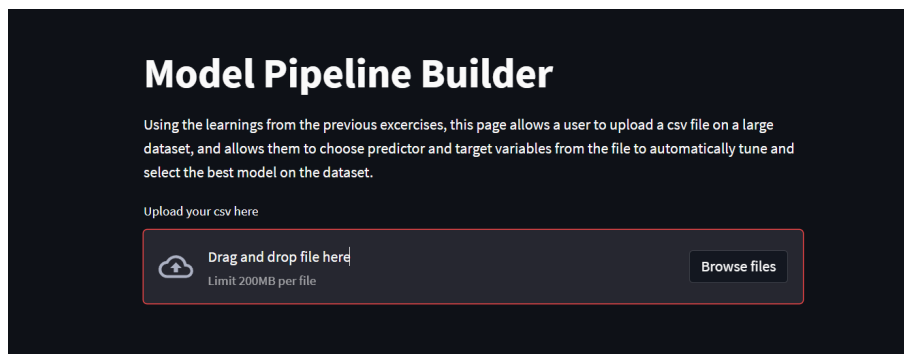 Model Pipeline Builder
Using the learnings from the previous excercises, this page allows a user to upload a csv file on a large
dataset, and allows them to choose predictor and target variables from the file to automatically tune and
select the best model on the dataset.
Upload your csv here
Drag and drop file here
Browse files
Limit 200MB per file